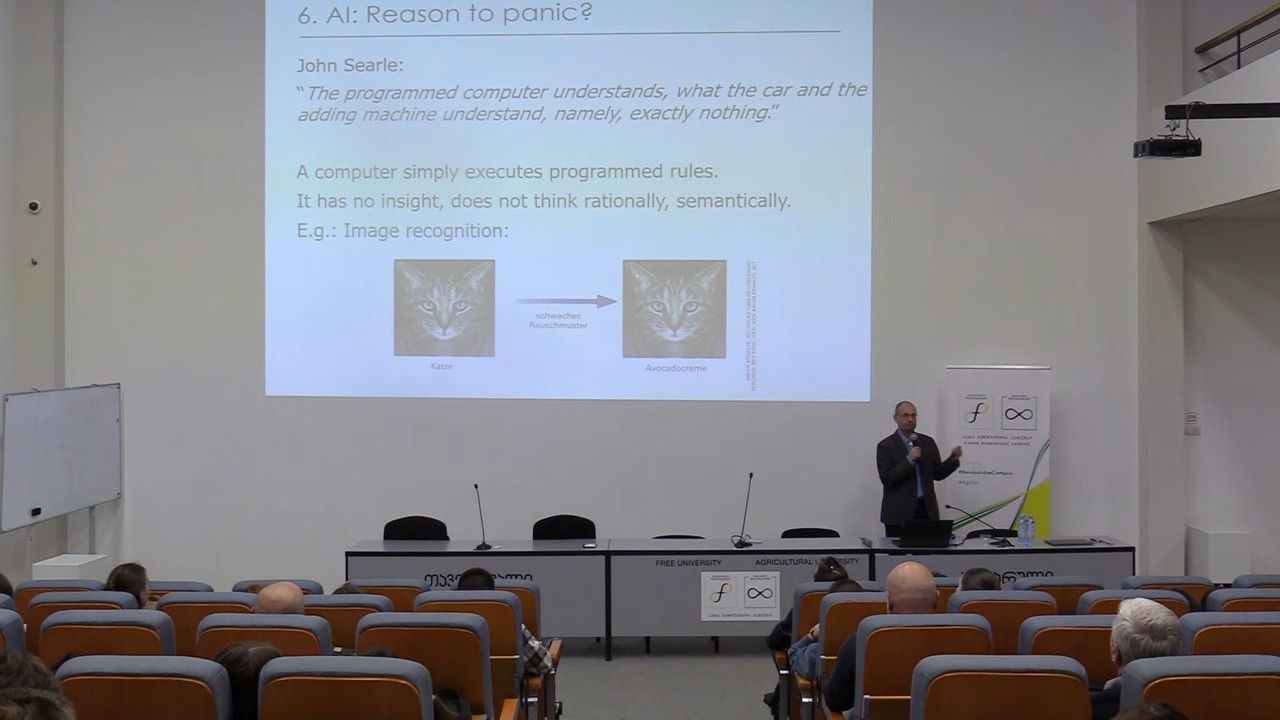 6. AI: Reason to panic?
John Searle:
“The programmed computer understands, what the car and the
adding machine understand, namely, exactly nothing.”
A computer simply executes programmed rules.
It has no insight, does not think rationally, semantically.
E.g.: Image recognition:
schwaches
Rauschmuster
Katze
Avocadocreme
#BendukidzeCampus
FREE UNIVERSITY
AGRICULTURAL UNIVERSITY